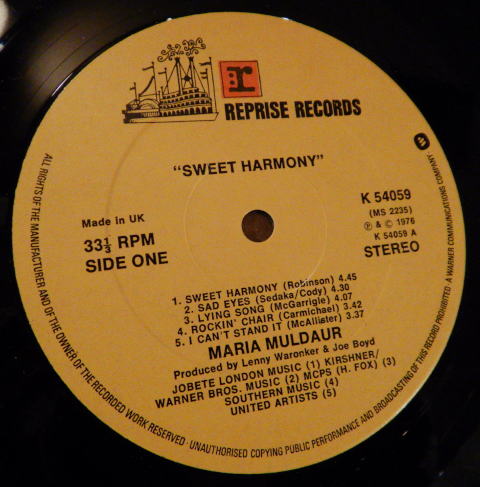 r
REPRISE RECORDS
"SWEET HARMONY"
Made in UK
33⅓ RPM
SIDE ONE
K 54059
(MS 2235)
℗ & © 1976
K 54059 A
STEREO
1. SWEET HARMONY (Robinson) 4.45
2. SAD EYES (Sedaka/Cody) 4.30
3. LYING SONG (McGarrigle) 4.07
4. ROCKIN' CHAIR (Carmichael) 3.42
5. I CAN'T STAND IT (McAllister) 3.37
MARIA MULDAUR
Produced by Lenny Waronker & Joe Boyd
JOBETE LONDON MUSIC (1) KIRSHNER/
WARNER BROS. MUSIC (2) MCPS (H. FOX) (3)
SOUTHERN MUSIC (4)
UNITED ARTISTS (5)
ALL RIGHTS OF THE MANUFACTURER AND OF THE OWNER OF THE RECORDED WORK RESERVED · UNAUTHORISED COPYING PUBLIC PERFORMANCE AND BROADCASTING OF THIS RECORD PROHIBITED · A WARNER COMMUNICATIONS COMPANY ·